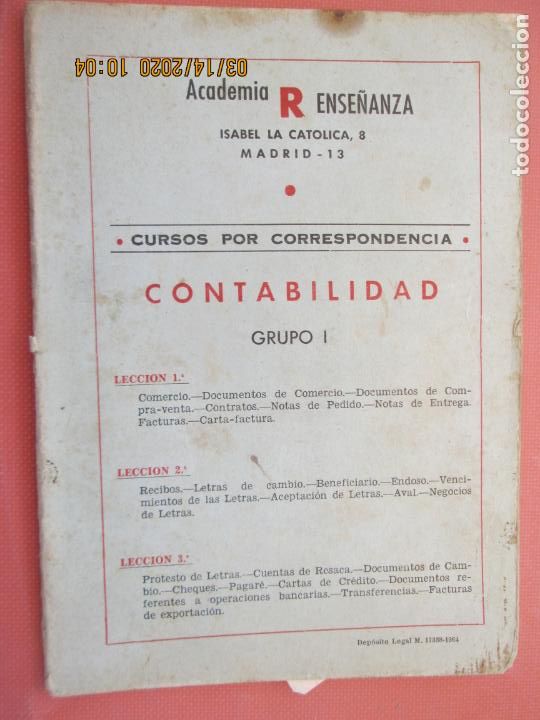 03/14/2020 10:04
Academia R ENSEÑANZA
ISABEL LA CATOLICA, 8
MADRID - 13
• CURSOS POR CORRESPONDENCIA •
CONTABILIDAD
GRUPO I
LECCION 1.ª
Comercio.—Documentos de Comercio.—Documentos de Com-
pra-venta.—Contratos.—Notas de Pedido.—Notas de Entrega.
Facturas.—Carta-factura.
LECCION 2.ª
Recibos.—Letras de cambio.—Beneficiario.—Endoso.—Venci-
mientos de las Letras.—Aceptación de Letras.—Aval.—Negocios
de Letras.
LECCION 3.ª
Protesto de Letras.—Cuentas de Resaca.—Documentos de Cam-
bio.—Cheques.—Pagaré.—Cartas de Crédito.—Documentos re-
ferentes a operaciones bancarias.—Transferencias.—Facturas
de exportación.
Depósito Legal M. 17388-1964
todocoleccion